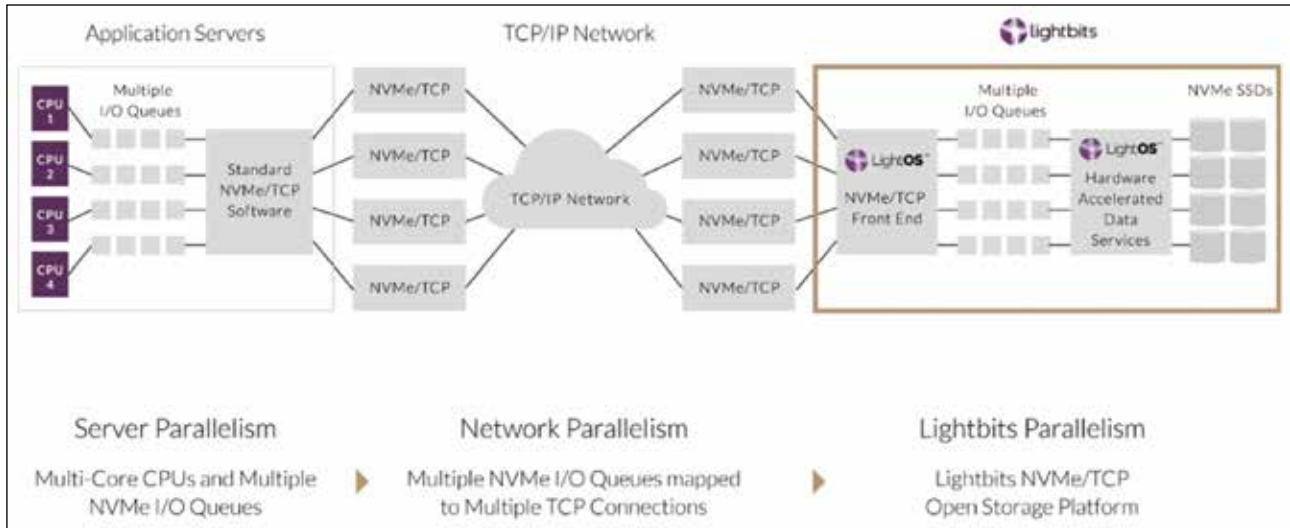 Application Servers
TCP/IP Network
lightbits
CPU
1
CPU
2
CPU
3
CPU
4
Multiple
I/O Queues
Standard
NVMe/TCP
Software
NVMe/TCP
NVMe/TCP
NVMe/TCP
NVMe/TCP
TCP/IP Network
NVMe/TCP
NVMe/TCP
NVMe/TCP
NVMe/TCP
LightOS™
NVMe/TCP
Front End
Multiple
I/O Queues
LightOS™
Hardware
Accelerated
Data
Services
NVMe SSDs
Server Parallelism
Multi-Core CPUs and Multiple
NVMe I/O Queues
Network Parallelism
Multiple NVMe I/O Queues mapped
to Multiple TCP Connections
Lightbits Parallelism
Lightbits NVMe/TCP
Open Storage Platform